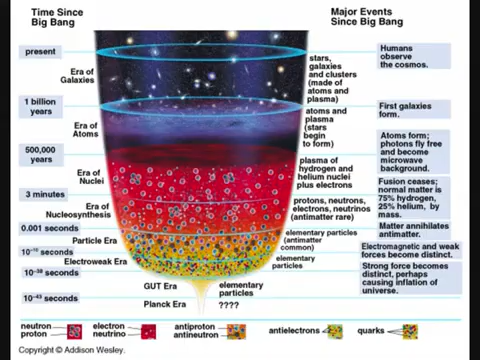 Time Since
Big Bang
Major Events
Since Big Bang
present
Era of
Galaxies
stars,
galaxies
and clusters
(made of
atoms and
plasma)
Humans
observe
the cosmos.
1 billion
years
Era of
Atoms
atoms and
plasma
(stars
begin
to form)
First galaxies
form.
500,000
years
Era of
Nuclei
plasma of
hydrogen and
helium nuclei
plus electrons
Atoms form;
photons fly free
and become
microwave
background.
3 minutes
Era of
Nucleosynthesis
protons, neutrons,
electrons, neutrinos
(antimatter rare)
Fusion ceases;
normal matter is
75% hydrogen,
25% helium, by
mass.
0.001 seconds
Particle Era
elementary particles
(antimatter
common)
Matter annihilates
antimatter.
10⁻¹⁰ seconds
Electroweak Era
elementary
particles
Electromagnetic and weak
forces become distinct.
10⁻³⁸ seconds
GUT Era
elementary
particles
Strong force becomes
distinct, perhaps
causing inflation of
universe.
10⁻⁴³ seconds
Planck Era
????
neutron
proton
electron
neutrino
antiproton
antineutron
antielectrons
quarks
Copyright © Addison Wesley.